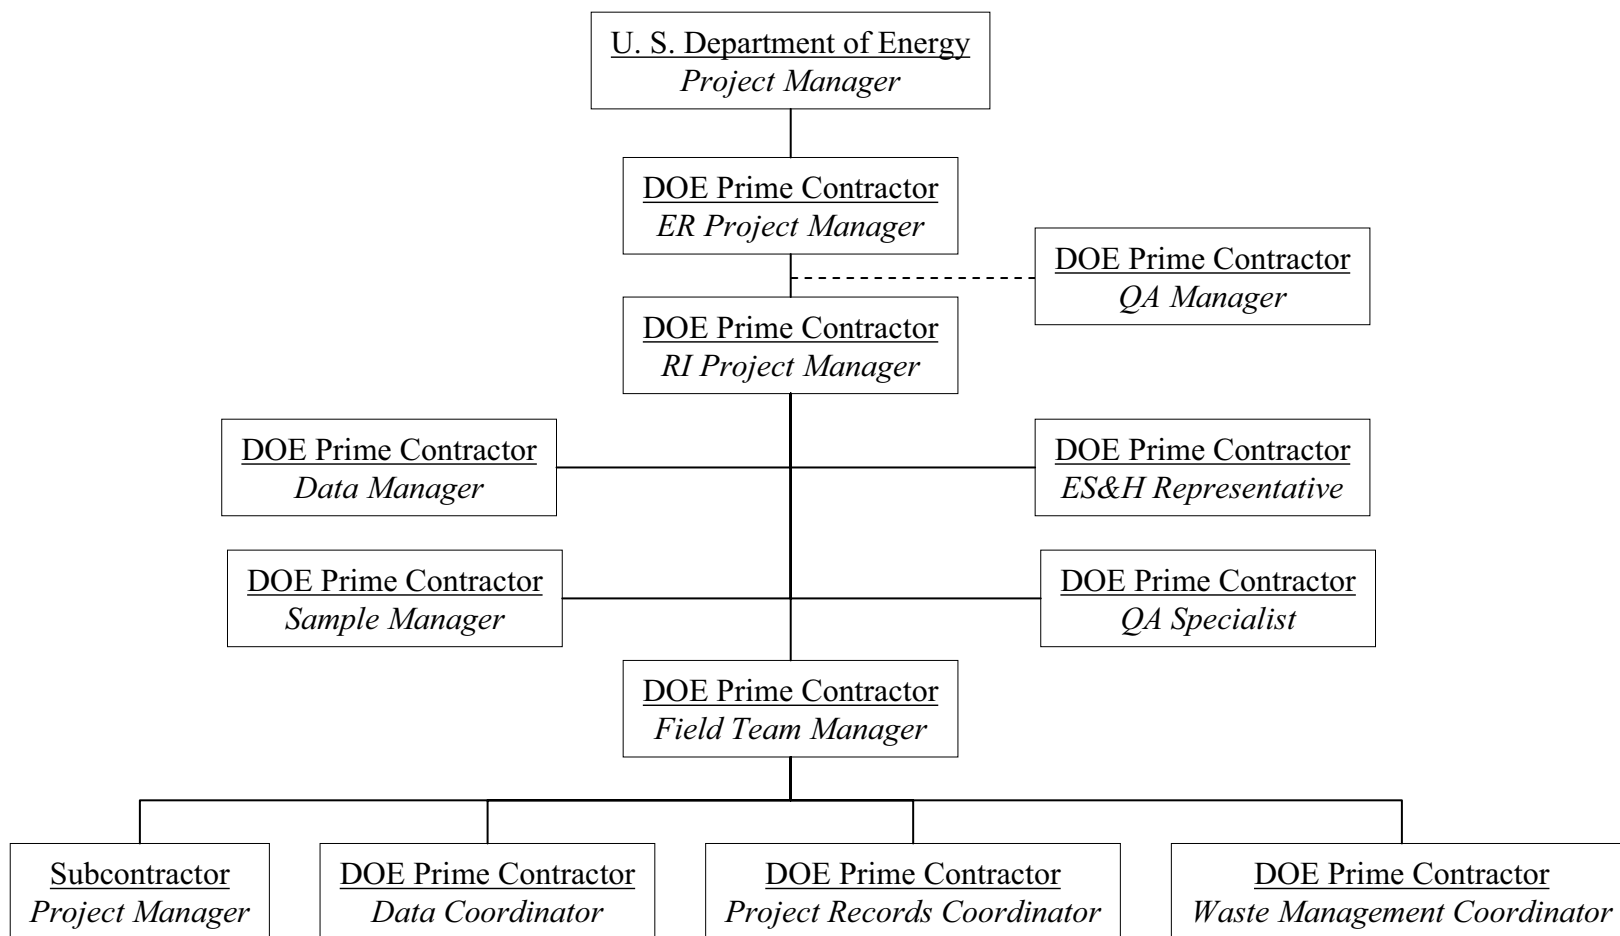 U. S. Department of Energy
Project Manager
DOE Prime Contractor
ER Project Manager
DOE Prime Contractor
QA Manager
DOE Prime Contractor
RI Project Manager
DOE Prime Contractor
Data Manager
DOE Prime Contractor
ES&H Representative
DOE Prime Contractor
Sample Manager
DOE Prime Contractor
QA Specialist
DOE Prime Contractor
Field Team Manager
Subcontractor
Project Manager
DOE Prime Contractor
Data Coordinator
DOE Prime Contractor
Project Records Coordinator
DOE Prime Contractor
Waste Management Coordinator